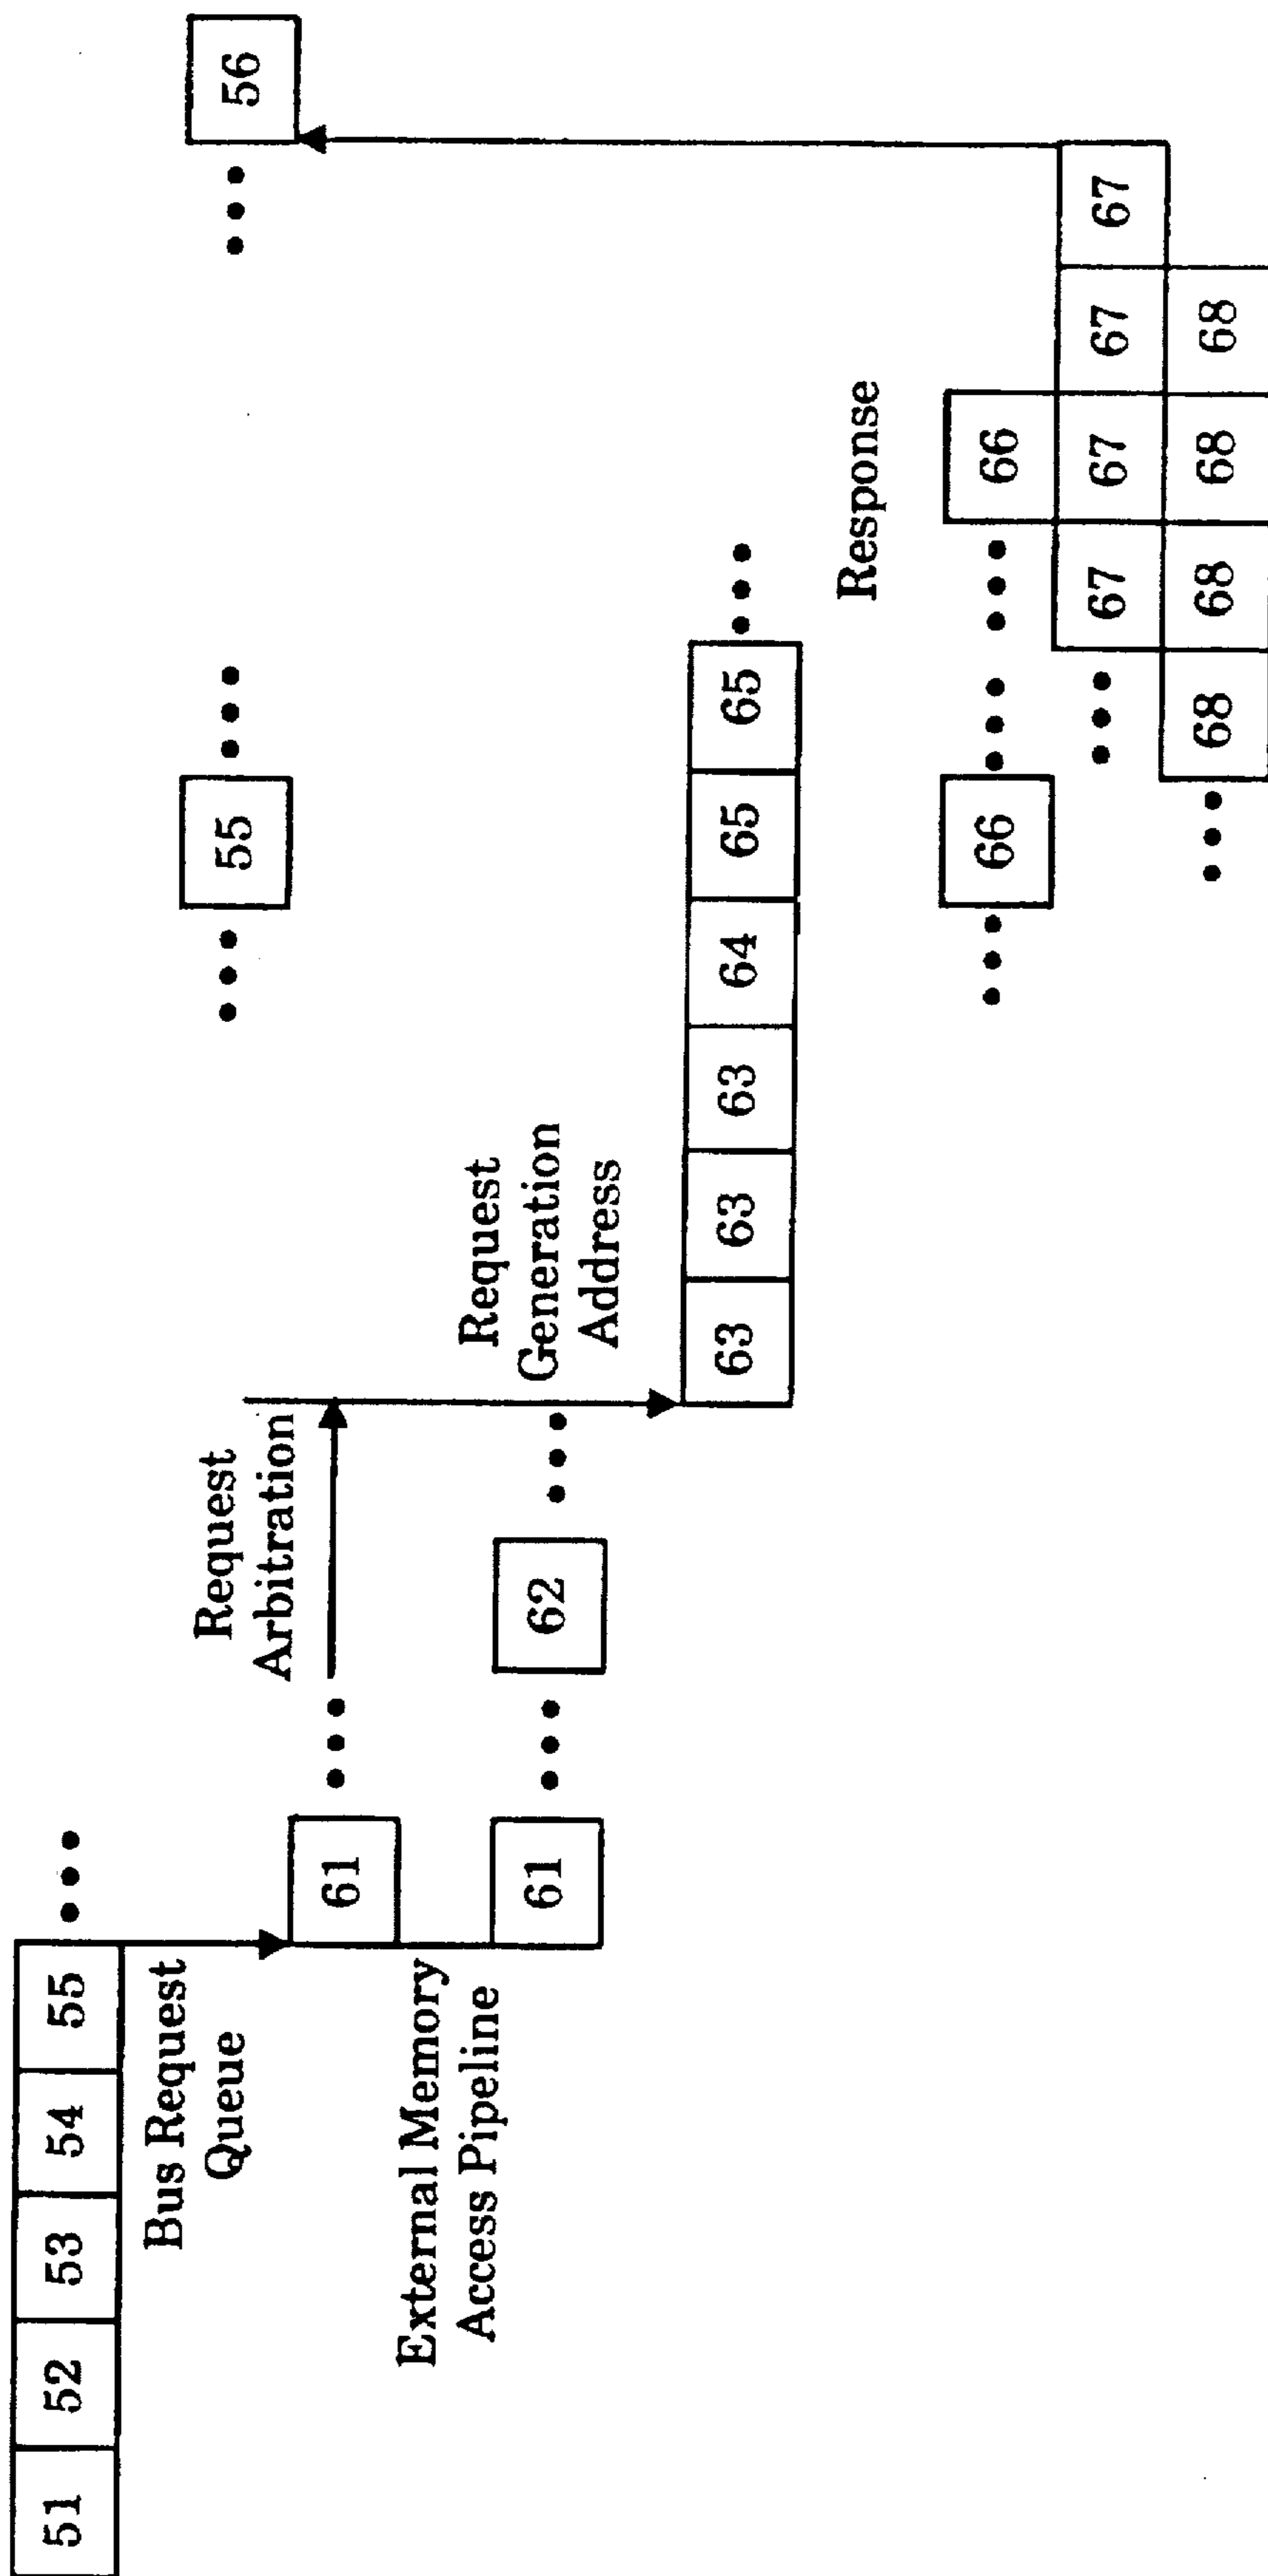 51 52 53 54 55
55
56
Bus Request
Queue
Request
Arbitration
61
External Memory
Access Pipeline
61
62
Request
Generation
Address
63 63 63 64 65 65
Response
66
66
67 67 67 67
68 68 68 68